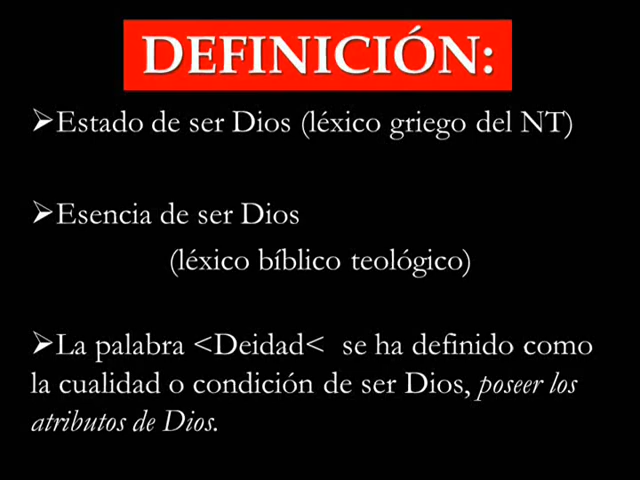 DEFINICIÓN:
➢Estado de ser Dios (léxico griego del NT)
➢Esencia de ser Dios
(léxico bíblico teológico)
➢La palabra <Deidad< se ha definido como
la cualidad o condición de ser Dios, poseer los
atributos de Dios.